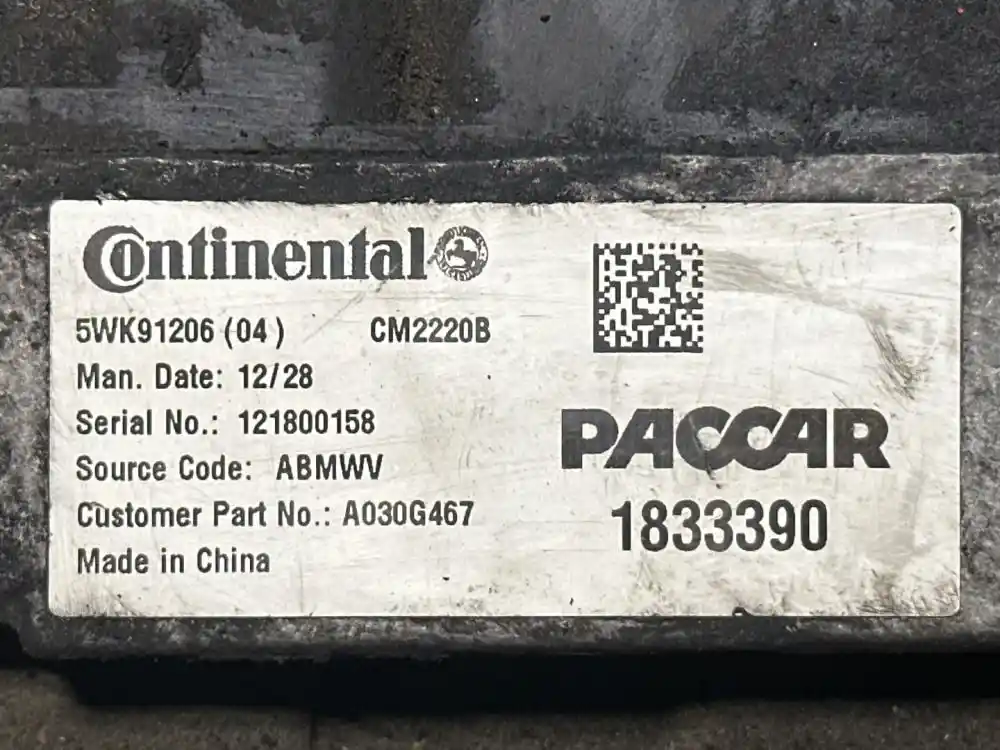 Continental
5WK91206 (04) CM2220B
Man. Date: 12/28
Serial No.: 121800158
Source Code: ABMWV
Customer Part No.: A030G467
Made in China
PACCAR
1833390